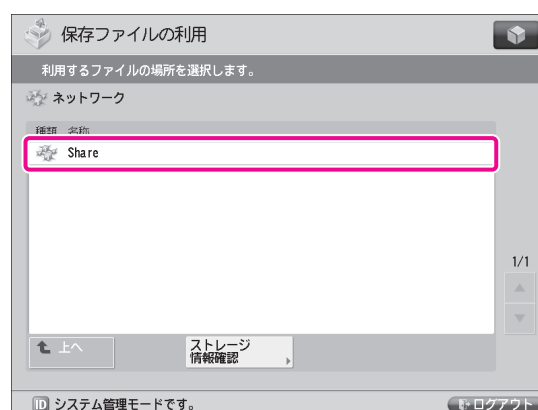 保存ファイルの利用
利用するファイルの場所を選択します。
ネットワーク
種類 名称
Share
1/1
上へ
ストレージ
情報確認
ID システム管理モードです。
ログアウト